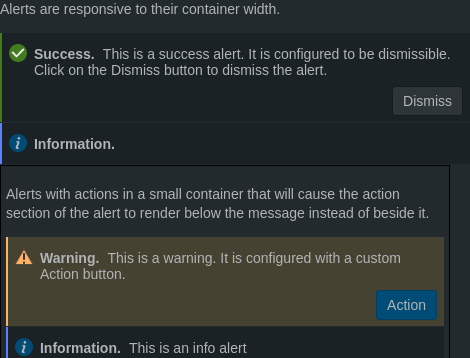 Alerts are responsive to their container width.
Success. This is a success alert. It is configured to be dismissible.
Click on the Dismiss button to dismiss the alert.
Dismiss
Information.
Alerts with actions in a small container that will cause the action
section of the alert to render below the message instead of beside it.
Warning. This is a warning. It is configured with a custom
Action button.
Action
Information. This is an info alert